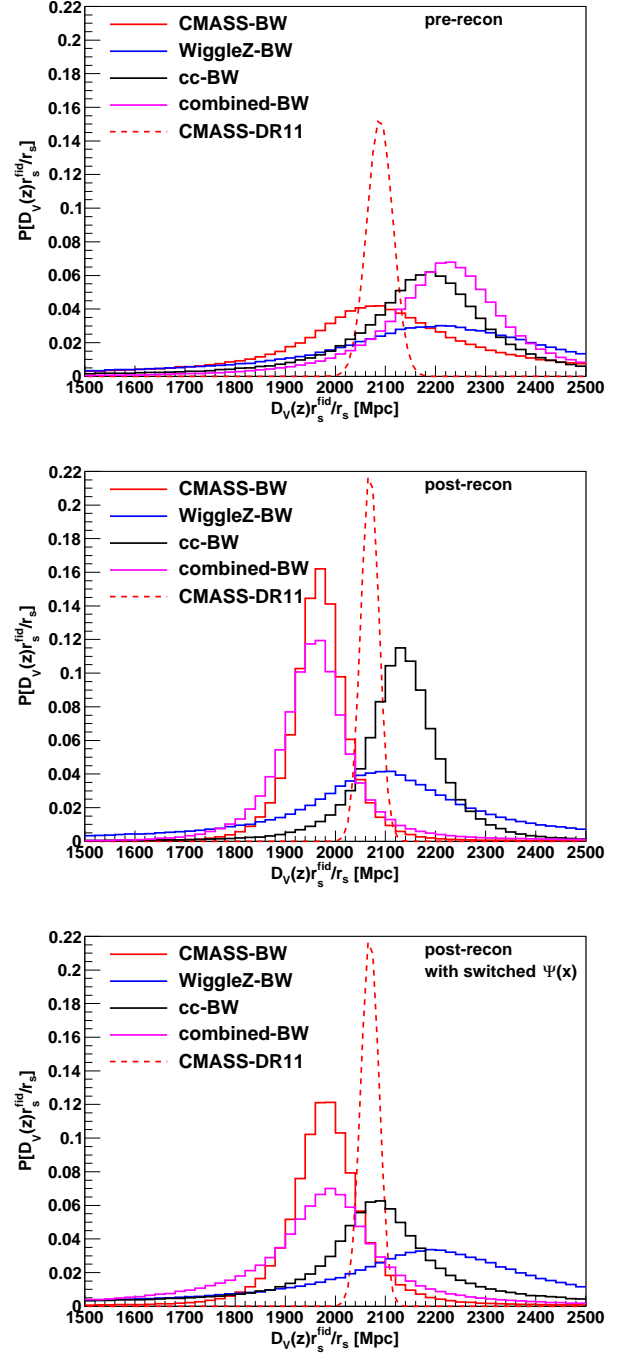 0.22
0.2
0.18
0.16
0.14
0.12
0.1
0.08
0.06
0.04
0.02
0
P[D_V(z)r_s^fid/r_s]
CMASS-BW
WiggleZ-BW
cc-BW
combined-BW
CMASS-DR11
pre-recon
1500 1600 1700 1800 1900 2000 2100 2200 2300 2400 2500
D_V(z)r_s^fid/r_s [Mpc]
0.22
0.2
0.18
0.16
0.14
0.12
0.1
0.08
0.06
0.04
0.02
0
P[D_V(z)r_s^fid/r_s]
CMASS-BW
WiggleZ-BW
cc-BW
combined-BW
CMASS-DR11
post-recon
1500 1600 1700 1800 1900 2000 2100 2200 2300 2400 2500
D_V(z)r_s^fid/r_s [Mpc]
0.22
0.2
0.18
0.16
0.14
0.12
0.1
0.08
0.06
0.04
0.02
0
P[D_V(z)r_s^fid/r_s]
CMASS-BW
WiggleZ-BW
cc-BW
combined-BW
CMASS-DR11
post-recon
with switched Ψ(x)
1500 1600 1700 1800 1900 2000 2100 2200 2300 2400 2500
D_V(z)r_s^fid/r_s [Mpc]